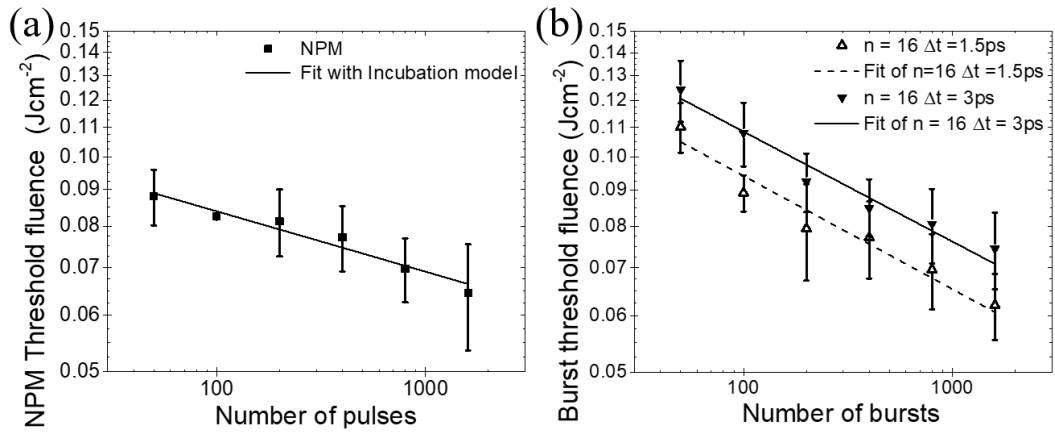 (a)
0.15
0.14
0.13
0.12
0.11
0.10
0.09
0.08
0.07
0.06
0.05
NPM Threshold fluence (Jcm-2)
NPM
Fit with Incubation model
100
1000
Number of pulses
(b)
0.15
0.14
0.13
0.12
0.11
0.10
0.09
0.08
0.07
0.06
0.05
Burst threshold fluence (Jcm-2)
n = 16 Δt =1.5ps
Fit of n=16 Δt =1.5ps
n = 16 Δt = 3ps
Fit of n = 16 Δt = 3ps
100
1000
Number of bursts